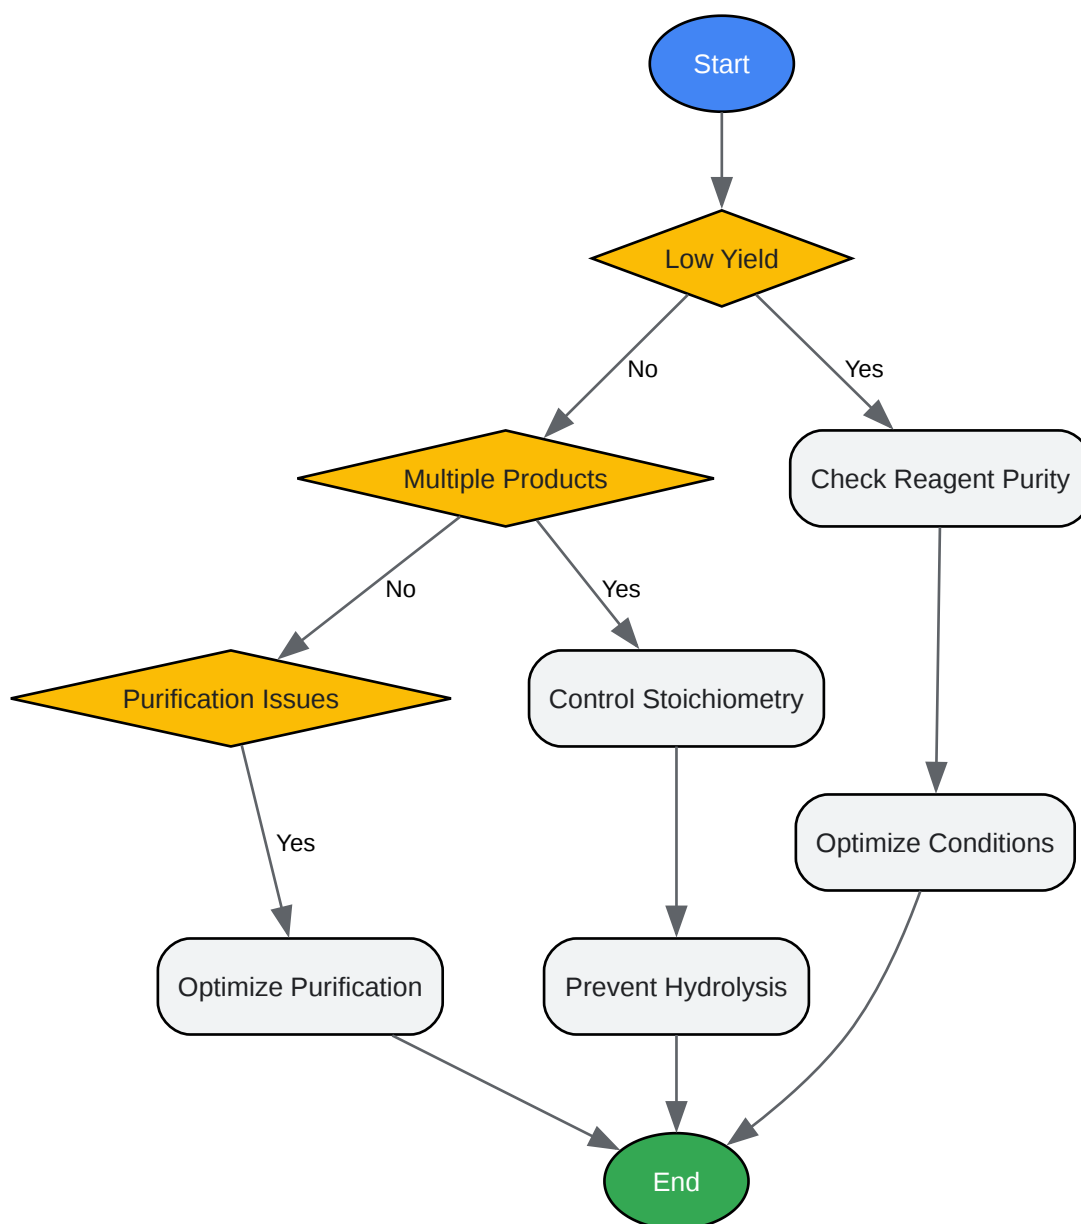 Start
Low Yield
No
Yes
Multiple Products
Check Reagent Purity
No
Yes
Purification Issues
Control Stoichiometry
Yes
Optimize Conditions
Optimize Purification
Prevent Hydrolysis
End